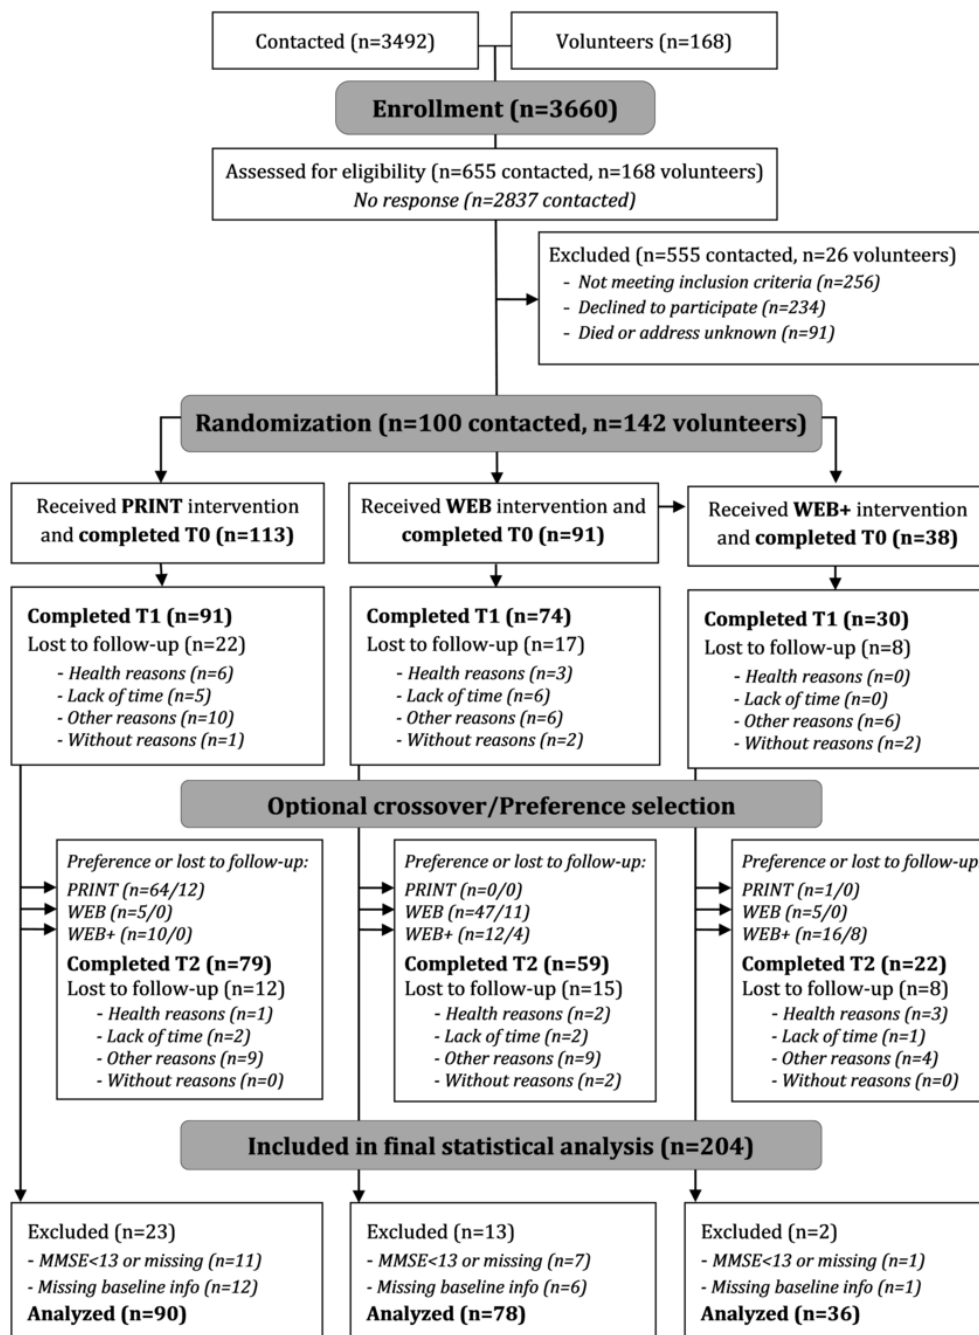 Contacted (n=3492)
Volunteers (n=168)
Enrollment (n=3660)
Assessed for eligibility (n=655 contacted, n=168 volunteers)
No response (n=2837 contacted)
Excluded (n=555 contacted, n=26 volunteers)
- Not meeting inclusion criteria (n=256)
- Declined to participate (n=234)
- Died or address unknown (n=91)
Randomization (n=100 contacted, n=142 volunteers)
Received PRINT intervention
and completed T0 (n=113)
Received WEB intervention and
completed T0 (n=91)
Received WEB+ intervention
and completed T0 (n=38)
Completed T1 (n=91)
Lost to follow-up (n=22)
- Health reasons (n=6)
- Lack of time (n=5)
- Other reasons (n=10)
- Without reasons (n=1)
Completed T1 (n=74)
Lost to follow-up (n=17)
- Health reasons (n=3)
- Lack of time (n=6)
- Other reasons (n=6)
- Without reasons (n=2)
Completed T1 (n=30)
Lost to follow-up (n=8)
- Health reasons (n=0)
- Lack of time (n=0)
- Other reasons (n=6)
- Without reasons (n=2)
Optional crossover/Preference selection
Preference or lost to follow-up:
PRINT (n=64/12)
WEB (n=5/0)
WEB+ (n=10/0)
Completed T2 (n=79)
Lost to follow-up (n=12)
- Health reasons (n=1)
- Lack of time (n=2)
- Other reasons (n=9)
- Without reasons (n=0)
Preference or lost to follow-up:
PRINT (n=0/0)
WEB (n=47/11)
WEB+ (n=12/4)
Completed T2 (n=59)
Lost to follow-up (n=15)
- Health reasons (n=2)
- Lack of time (n=2)
- Other reasons (n=9)
- Without reasons (n=2)
Preference or lost to follow-up
PRINT (n=1/0)
WEB (n=5/0)
WEB+ (n=16/8)
Completed T2 (n=22)
Lost to follow-up (n=8)
- Health reasons (n=3)
- Lack of time (n=1)
- Other reasons (n=4)
- Without reasons (n=0)
Included in final statistical analysis (n=204)
Excluded (n=23)
- MMSE<13 or missing (n=11)
- Missing baseline info (n=12)
Analyzed (n=90)
Excluded (n=13)
- MMSE<13 or missing (n=7)
- Missing baseline info (n=6)
Analyzed (n=78)
Excluded (n=2)
- MMSE<13 or missing (n=1)
- Missing baseline info (n=1)
Analyzed (n=36)